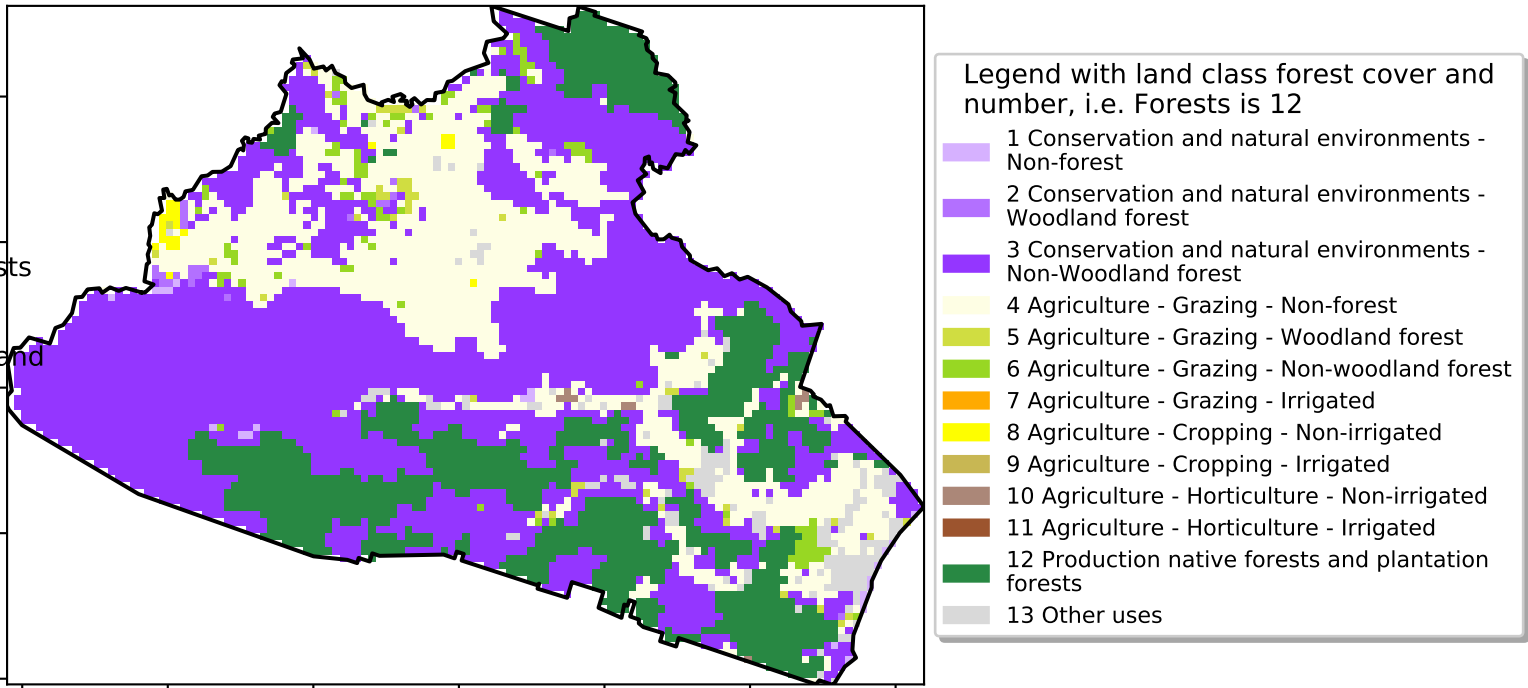 sts
and
Legend with land class forest cover and
number, i.e. Forests is 12
1 Conservation and natural environments -
Non-forest
2 Conservation and natural environments -
Woodland forest
3 Conservation and natural environments -
Non-Woodland forest
4 Agriculture - Grazing - Non-forest
5 Agriculture - Grazing - Woodland forest
6 Agriculture - Grazing - Non-woodland forest
7 Agriculture - Grazing - Irrigated
8 Agriculture - Cropping - Non-irrigated
9 Agriculture - Cropping - Irrigated
10 Agriculture - Horticulture - Non-irrigated
11 Agriculture - Horticulture - Irrigated
12 Production native forests and plantation
forests
13 Other uses